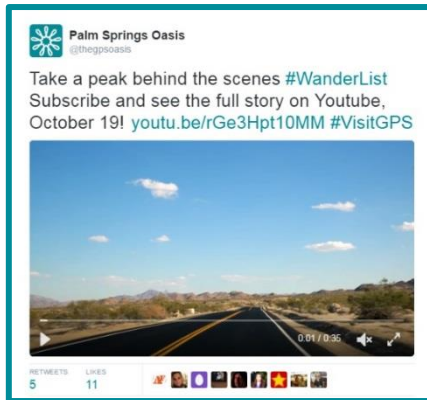 Palm Springs Oasis
@thegpsoasis
Take a peak behind the scenes #WanderList
Subscribe and see the full story on Youtube,
October 19! youtu.be/rGe3Hpt10MM #VisitGPS
0:01 / 0:35
RETWEETS LIKES
5 11